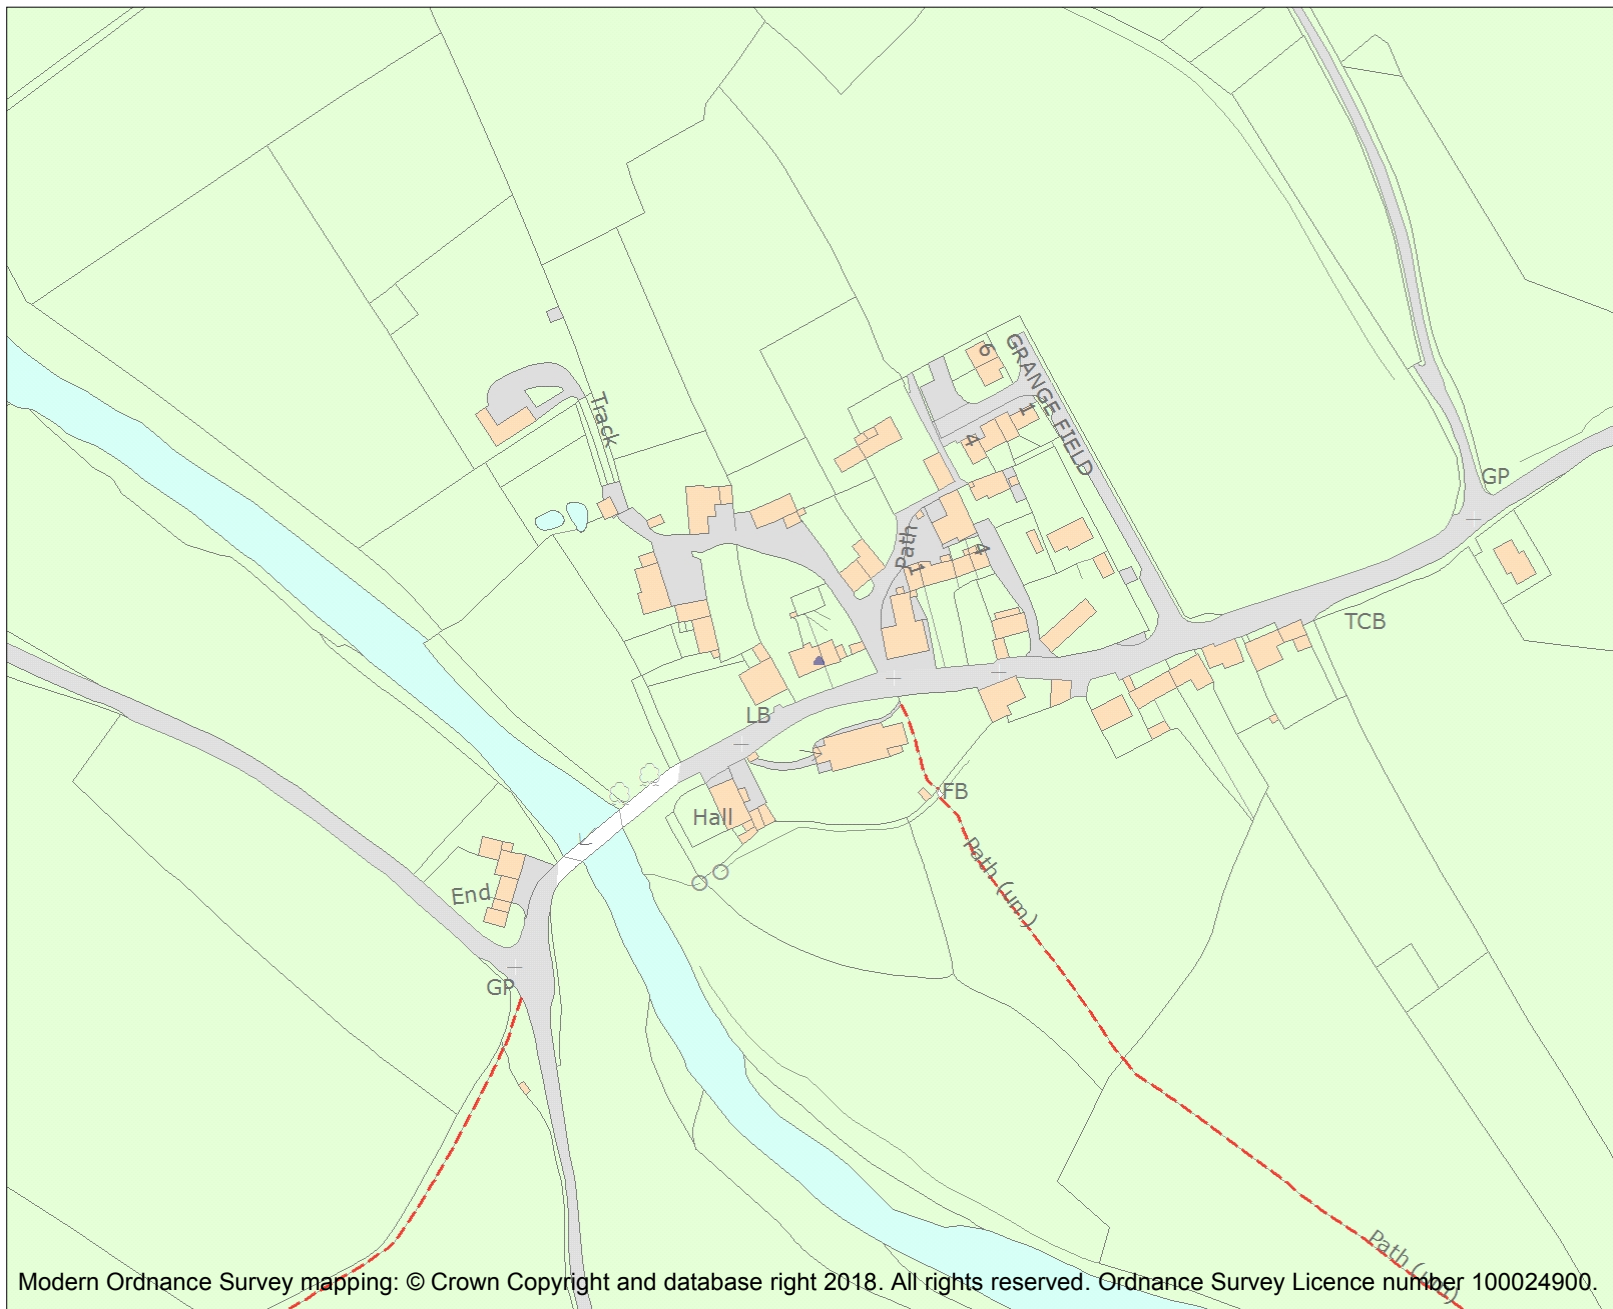 6
GRANGE FIELD
1
4
Track
GP
Path
1
4
TCB
LB
FB
Hall
Path (um)
End
GP
Path (um)
Modern Ordnance Survey mapping: © Crown Copyright and database right 2018. All rights reserved. Ordnance Survey Licence number 100024900.